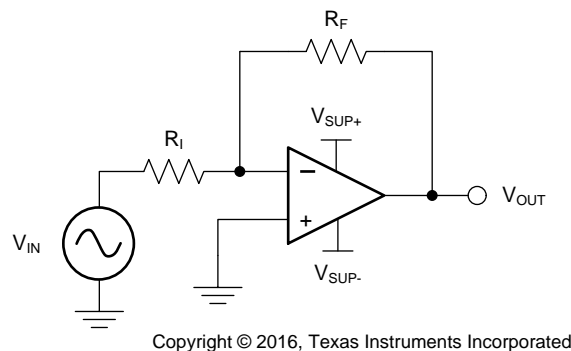 RF
VSUP+
RI
−
+
VOUT
VIN
VSUP-
Copyright © 2016, Texas Instruments Incorporated